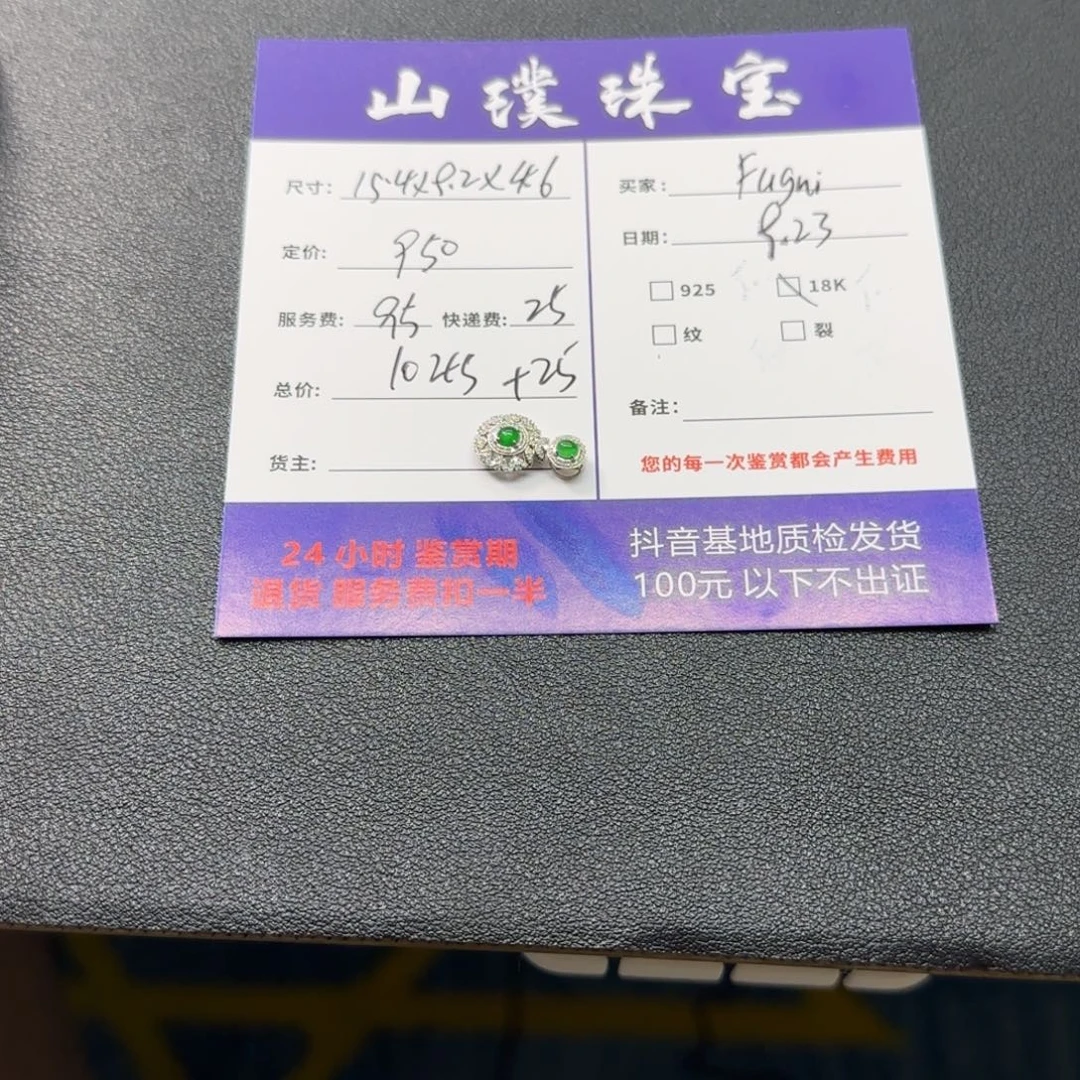 山璞珠宝
尺寸: 15.4x9.2x4.6
定价: 950
服务费: 95 快递费: 25
总价: 1045 +25
货主:
买家: Fugni
日期: 9.23
925 18K
纹 裂
备注:
您的每一次鉴赏都会产生费用
24小时 鉴赏期
退货 服务费扣一半
抖音基地质检发货
100元以下不出证